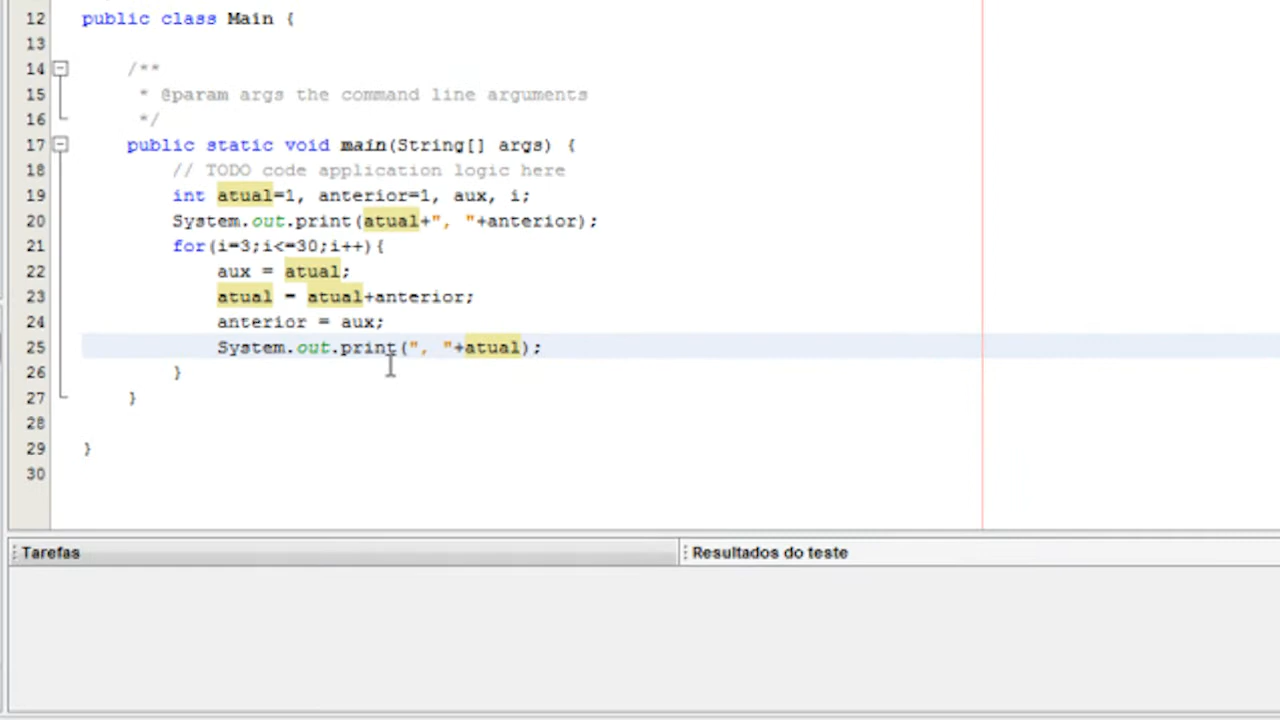 12 public class Main {
13
14 /**
15 * @param args the command line arguments
16 */
17 public static void main(String[] args) {
18 // TODO code application logic here
19 int atual=1, anterior=1, aux, i;
20 System.out.print(atual+", "+anterior);
21 for(i=3;i<=30;i++){
22 aux = atual;
23 atual = atual+anterior;
24 anterior = aux;
25 System.out.print(", "+atual);
26 }
27 }
28
29 }
30
Tarefas
Resultados do teste